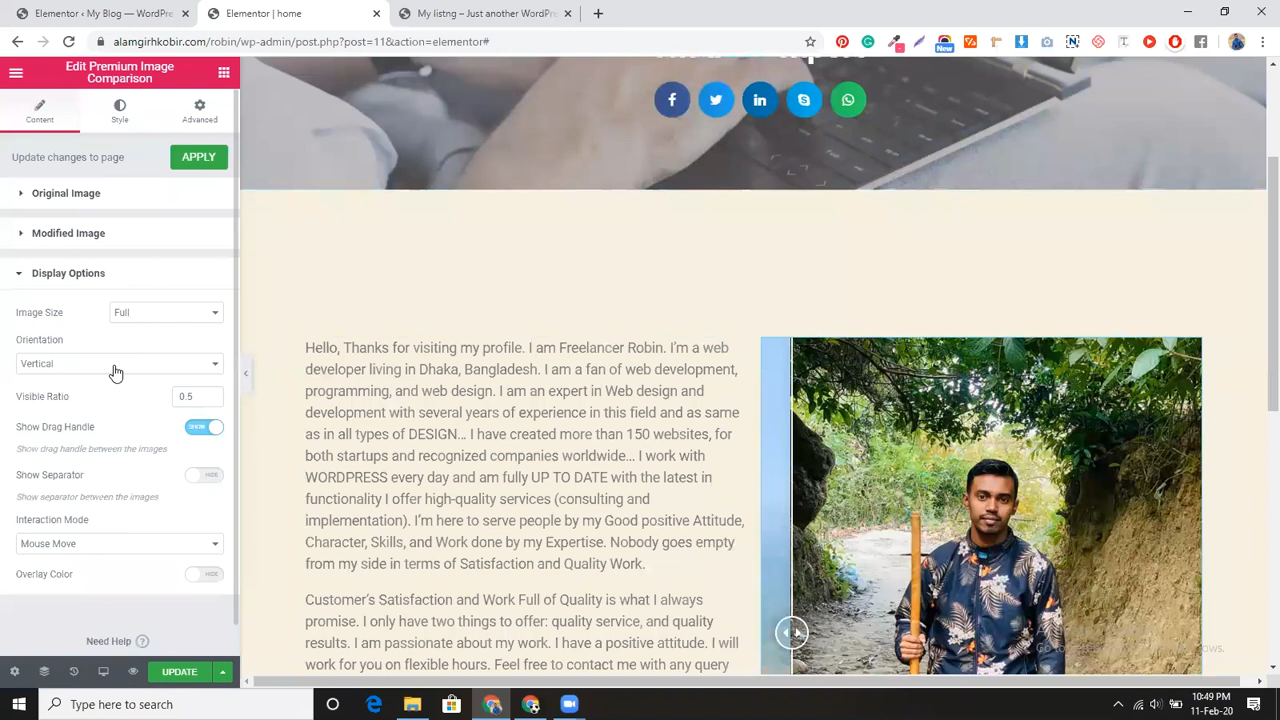 Elementor ‹ My Blog — WordPre
Elementor | home
My listng – Just another WordPre
alamgirhkobir.com/robin/wp-admin/post.php?post=11&action=elementor#
New
Edit Premium Image
Comparison
Content
Style
Advanced
Update changes to page
APPLY
Original Image
Modified Image
Display Options
Image Size
Full
Orientation
Vertical
Visible Ratio
0.5
Show Drag Handle
Show drag handle between the images
Show Separator
HIDE
Show separator between the images
Interaction Mode
Mouse Move
Overlay Color
HIDE
Need Help
UPDATE
Hello, Thanks for visiting my profile. I am Freelancer Robin. I'm a web
developer living in Dhaka, Bangladesh. I am a fan of web development,
programming, and web design. I am an expert in Web design and
development with several years of experience in this field and as same
as in all types of DESIGN… I have created more than 150 websites, for
both startups and recognized companies worldwide… I work with
WORDPRESS every day and am fully UP TO DATE with the latest in
functionality I offer high-quality services (consulting and
implementation). I'm here to serve people by my Good positive Attitude,
Character, Skills, and Work done by my Expertise. Nobody goes empty
from my side in terms of Satisfaction and Quality Work.
Customer's Satisfaction and Work Full of Quality is what I always
promise. I only have two things to offer: quality service, and quality
results. I am passionate about my work. I have a positive attitude. I will
work for you on flexible hours. Feel free to contact me with any query
Type here to search
10:49 PM
11-Feb-20